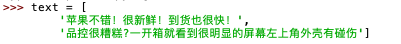 >>> text = [
'苹果不错！很新鲜！到货也很快！',
'品控很糟糕?一开箱就看到很明显的屏幕左上角外壳有碰伤']